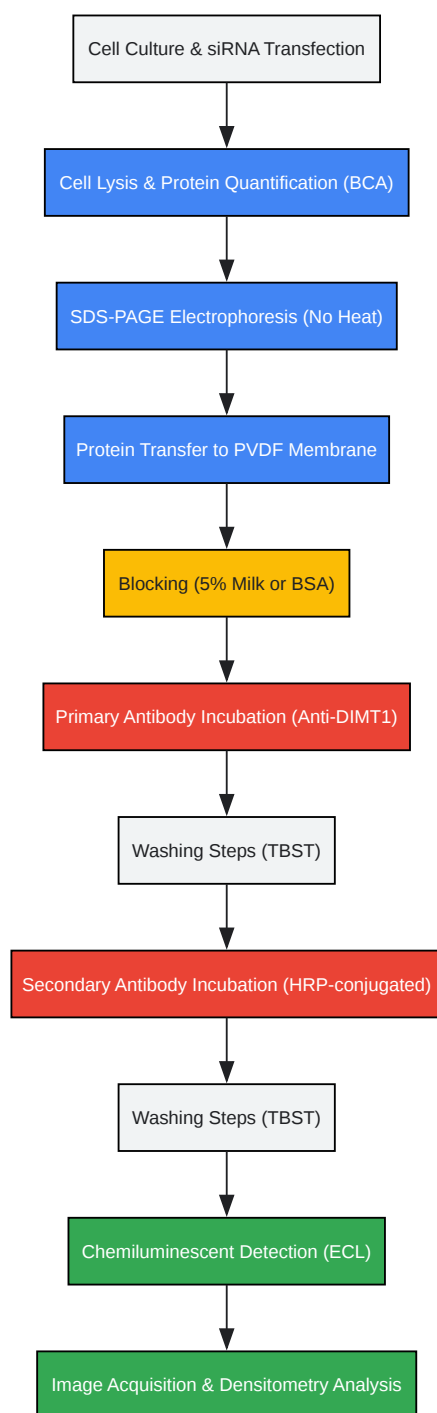 Cell Culture & siRNA Transfection
Cell Lysis & Protein Quantification (BCA)
SDS-PAGE Electrophoresis (No Heat)
Protein Transfer to PVDF Membrane
Blocking (5% Milk or BSA)
Primary Antibody Incubation (Anti-DIMT1)
Washing Steps (TBST)
Secondary Antibody Incubation (HRP-conjugated)
Washing Steps (TBST)
Chemiluminescent Detection (ECL)
Image Acquisition & Densitometry Analysis